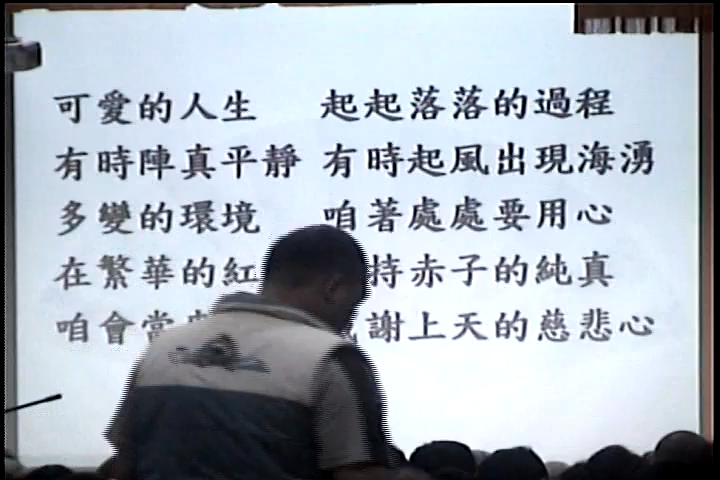 可愛的人生 起起落落的過程
有時陣真平靜 有時起風出現海湧
多變的環境 咱著處處要用心
在繁華的紅 持赤子的純真
咱會當 謝上天的慈悲心